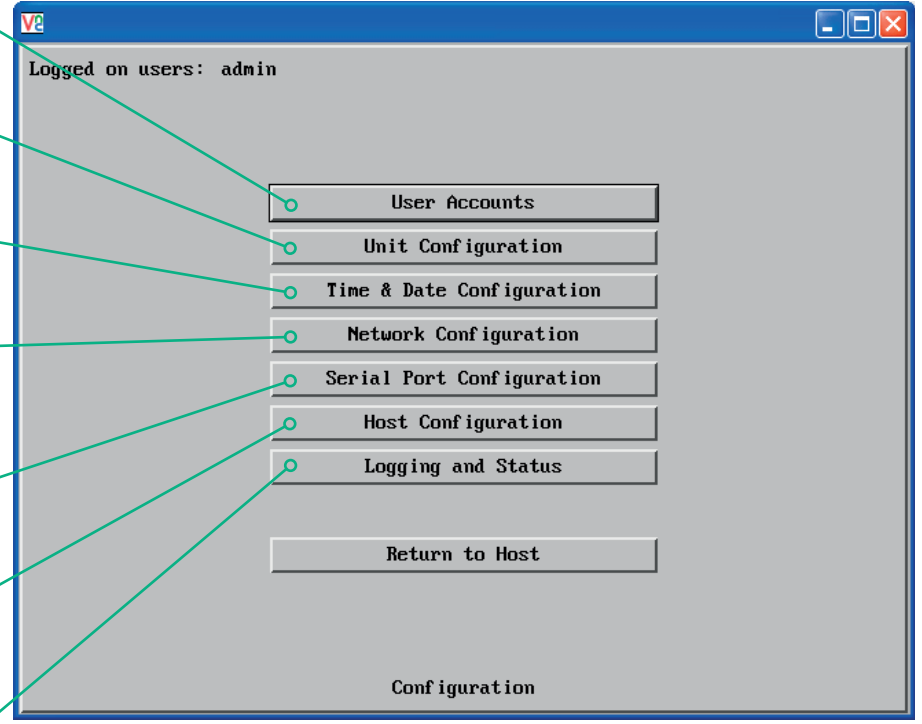 Logged on users: admin
User Accounts
Unit Configuration
Time & Date Configuration
Network Configuration
Serial Port Configuration
Host Configuration
Logging and Status
Return to Host
Configuration